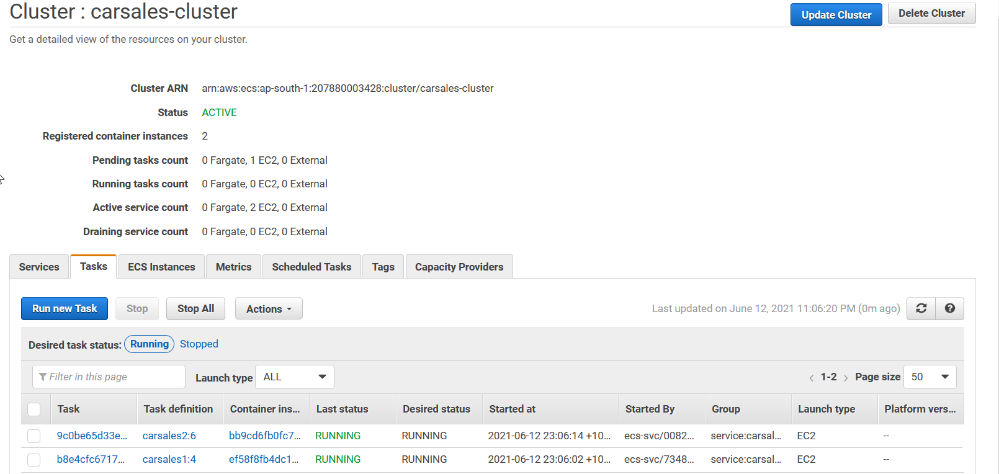 Cluster : carsales-cluster
Update Cluster
Delete Cluster
Get a detailed view of the resources on your cluster.
Cluster ARN arn:aws:ecs:ap-south-1:207880003428:cluster/carsales-cluster
Status ACTIVE
Registered container instances 2
Pending tasks count 0 Fargate, 1 EC2, 0 External
Running tasks count 0 Fargate, 0 EC2, 0 External
Active service count 0 Fargate, 2 EC2, 0 External
Draining service count 0 Fargate, 0 EC2, 0 External
Services Tasks ECS Instances Metrics Scheduled Tasks Tags Capacity Providers
Run new Task Stop Stop All Actions Last updated on June 12, 2021 11:06:20 PM (0m ago)
Desired task status: Running Stopped
Filter in this page Launch type ALL < 1-2 > Page size 50
Task Task definition Container ins... Last status Desired status Started at Started By Group Launch type Platform vers...
9c0be65d33e... carsales2:6 bb9cd6fb0fc7... RUNNING RUNNING 2021-06-12 23:06:14 +10... ecs-svc/0082... service:carsal... EC2 --
b8e4cfc6717... carsales1:4 ef58f8fb4dc1... RUNNING RUNNING 2021-06-12 23:06:02 +10... ecs-svc/7348... service:carsal... EC2 --